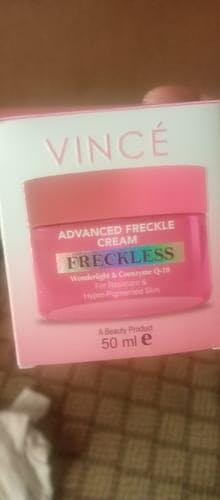 VINCÉ
ADVANCED FRECKLE
CREAM
FRECKLESS
Wonderlight & Coenzyme Q-10
For Resistant &
Hyper-Pigmented Skin
A Beauty Product
50 ml e